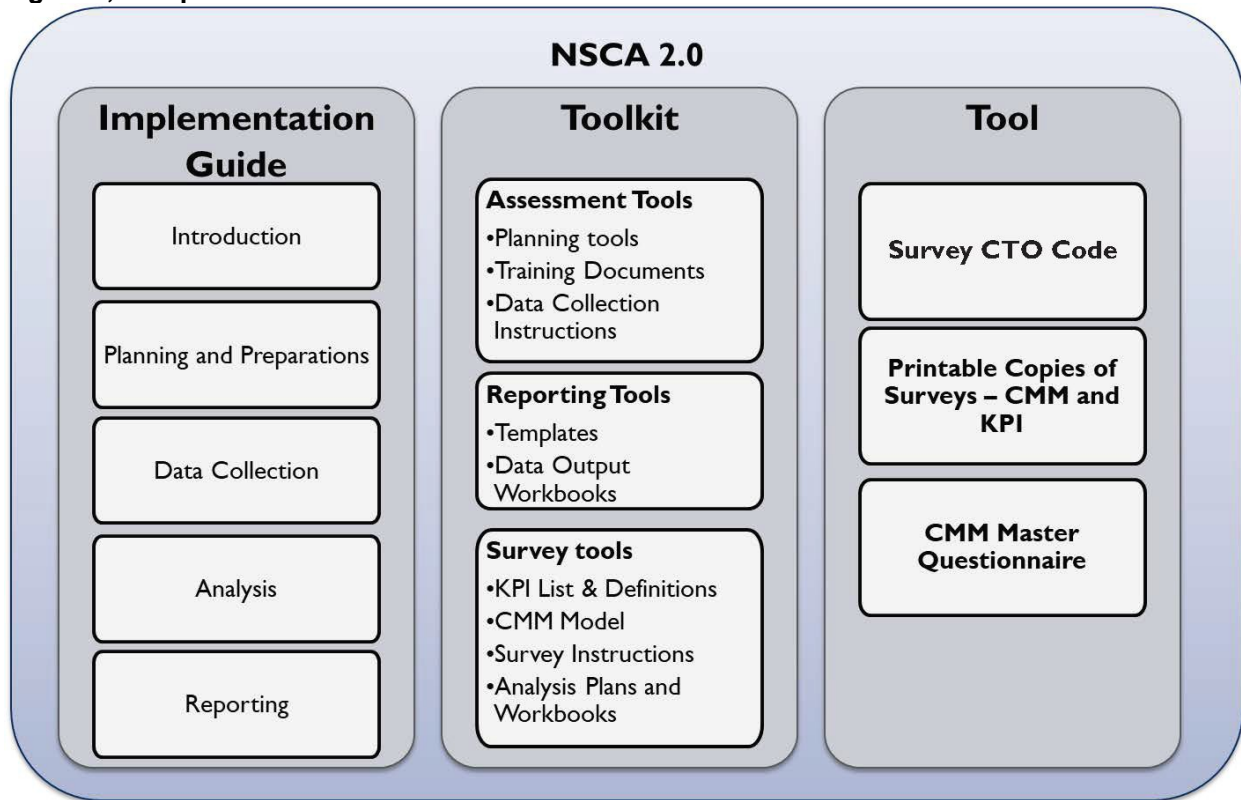 NSCA 2.0
Implementation
Guide
Introduction
Planning and Preparations
Data Collection
Analysis
Reporting
Toolkit
Assessment Tools
•Planning tools
•Training Documents
•Data Collection
Instructions
Reporting Tools
•Templates
•Data Output
Workbooks
Survey tools
•KPI List & Definitions
•CMM Model
•Survey Instructions
•Analysis Plans and
Workbooks
Tool
Survey CTO Code
Printable Copies of
Surveys – CMM and
KPI
CMM Master
Questionnaire